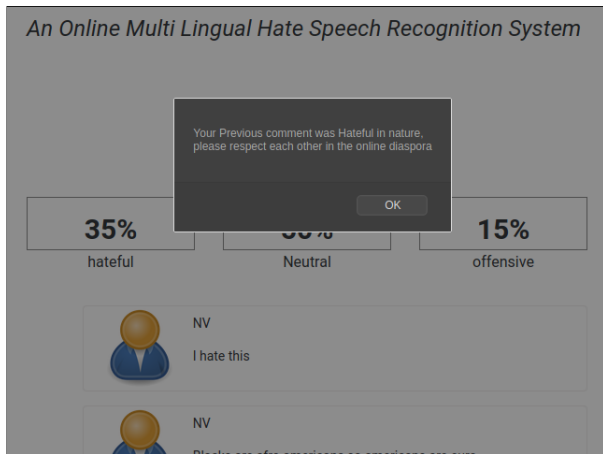 An Online Multi Lingual Hate Speech Recognition System
Your Previous comment was Hateful in nature,
please respect each other in the online diaspora
OK
35%
15%
hateful
Neutral
offensive
NV
I hate this
NV